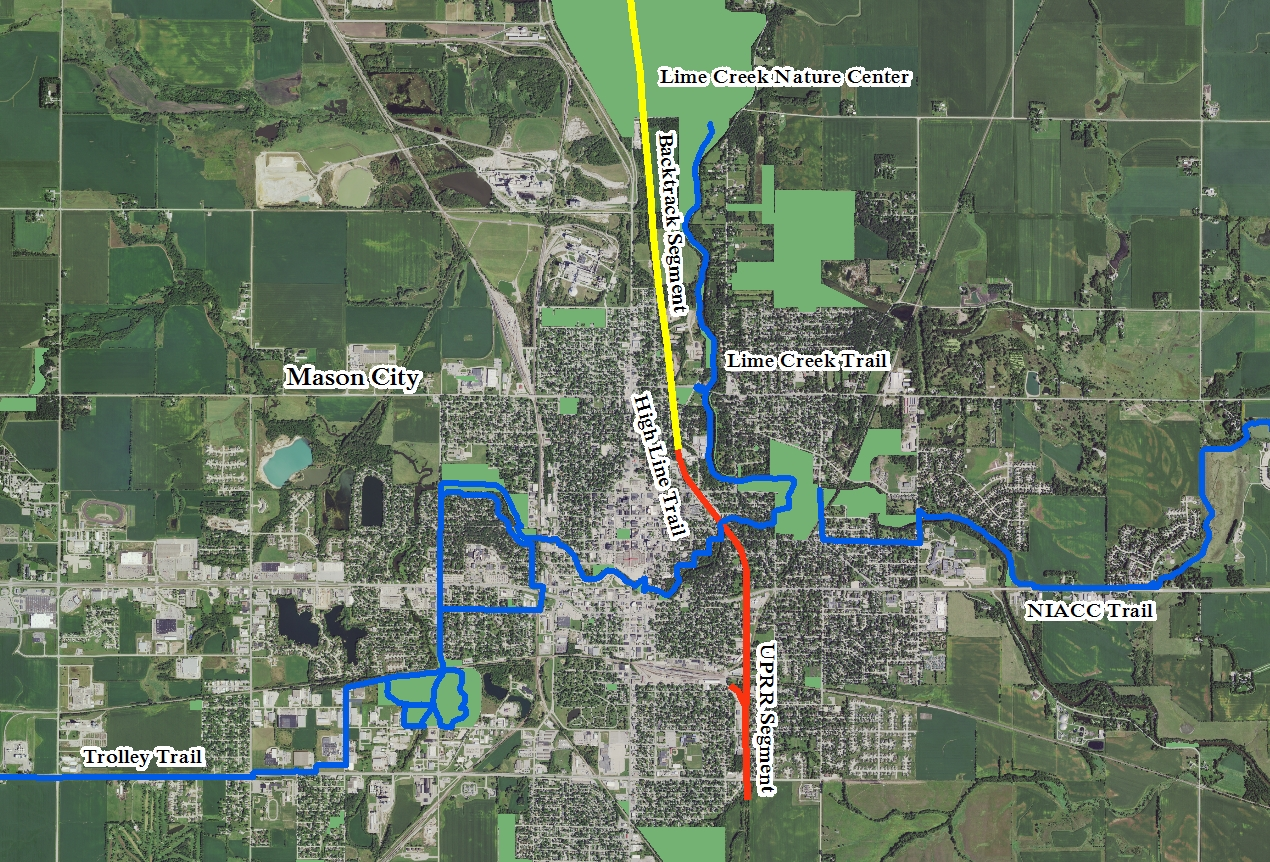 Lime Creek Nature Center
Backtrack Segment
Lime Creek Trail
Mason City
High Line Trail
NIACC Trail
UPRR Segment
Trolley Trail